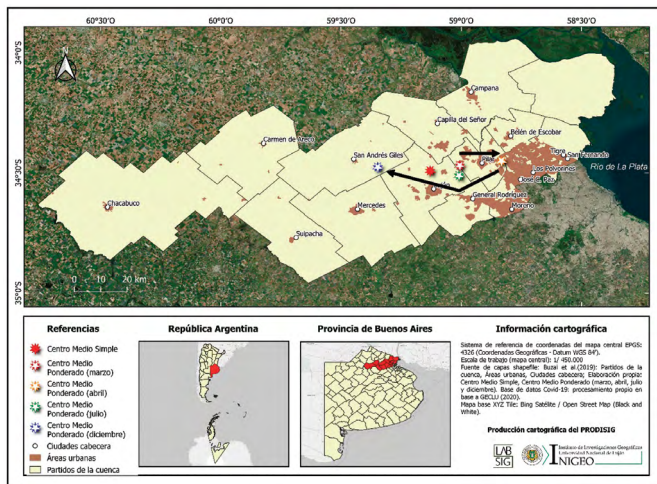 60°30'S
60°00'S
59°30'S
59°00'S
58°30'S
34°0'S
34°30'S
35°0'S
N
Campana
Capilla del Señor
Carmen de Areco
Belén de Escobar
San Andrés Giles
Pilar
Tigre
San Fernando
Rio de La Plata
Los Polvorines
José C. Paz
General Rodríguez
Moreno
Chacabuco
Mercedes
Suipacha
0 10 20 km
Referencias
Centro Medio Simple
Centro Medio
Ponderado (marzo)
Centro Medio
Ponderado (abril)
Centro Medio
Ponderado (julio)
Centro Medio
Ponderado (diciembre)
Ciudades cabecera
Áreas urbanas
Partidos de la cuenca
República Argentina
Provincia de Buenos Aires
Información cartográfica
Sistema de referencia de coordenadas del mapa central EPGS:
4326 (Coordenadas Geográficas - Datum WGS 84').
Escala de trabajo (mapa central): 1/ 450.000
Fuente de capas shapefile: Buzai et al.(2019): Partidos de la
cuenca, Áreas urbanas, Ciudades cabecera; Elaboración propia:
Centro Medio Simple, Centro Medio Ponderado (marzo, abril, julio
y diciembre). Base de datos Covid-19: procesamiento propio en
base a GECLU (2020).
Mapa base XYZ Tile: Bing Satélite / Open Street Map (Black and
White).
Producción cartográfica del PRODISIG
LAB
SIG
Instituto de Investigaciones Geográficas
Universidad Nacional de Luján
INIGEO